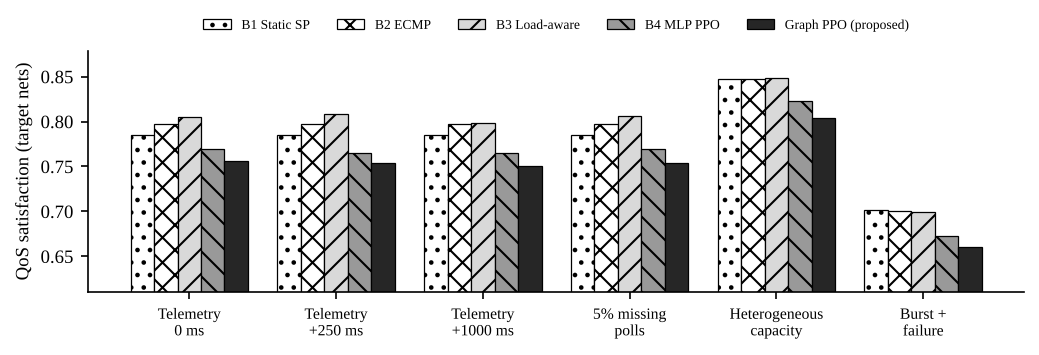 B1 Static SP B2 ECMP B3 Load-aware B4 MLP PPO Graph PPO (proposed)
QoS satisfaction (target nets)
0.85
0.80
0.75
0.70
0.65
Telemetry
0 ms
Telemetry
+250 ms
Telemetry
+1000 ms
5% missing
polls
Heterogeneous
capacity
Burst +
failure